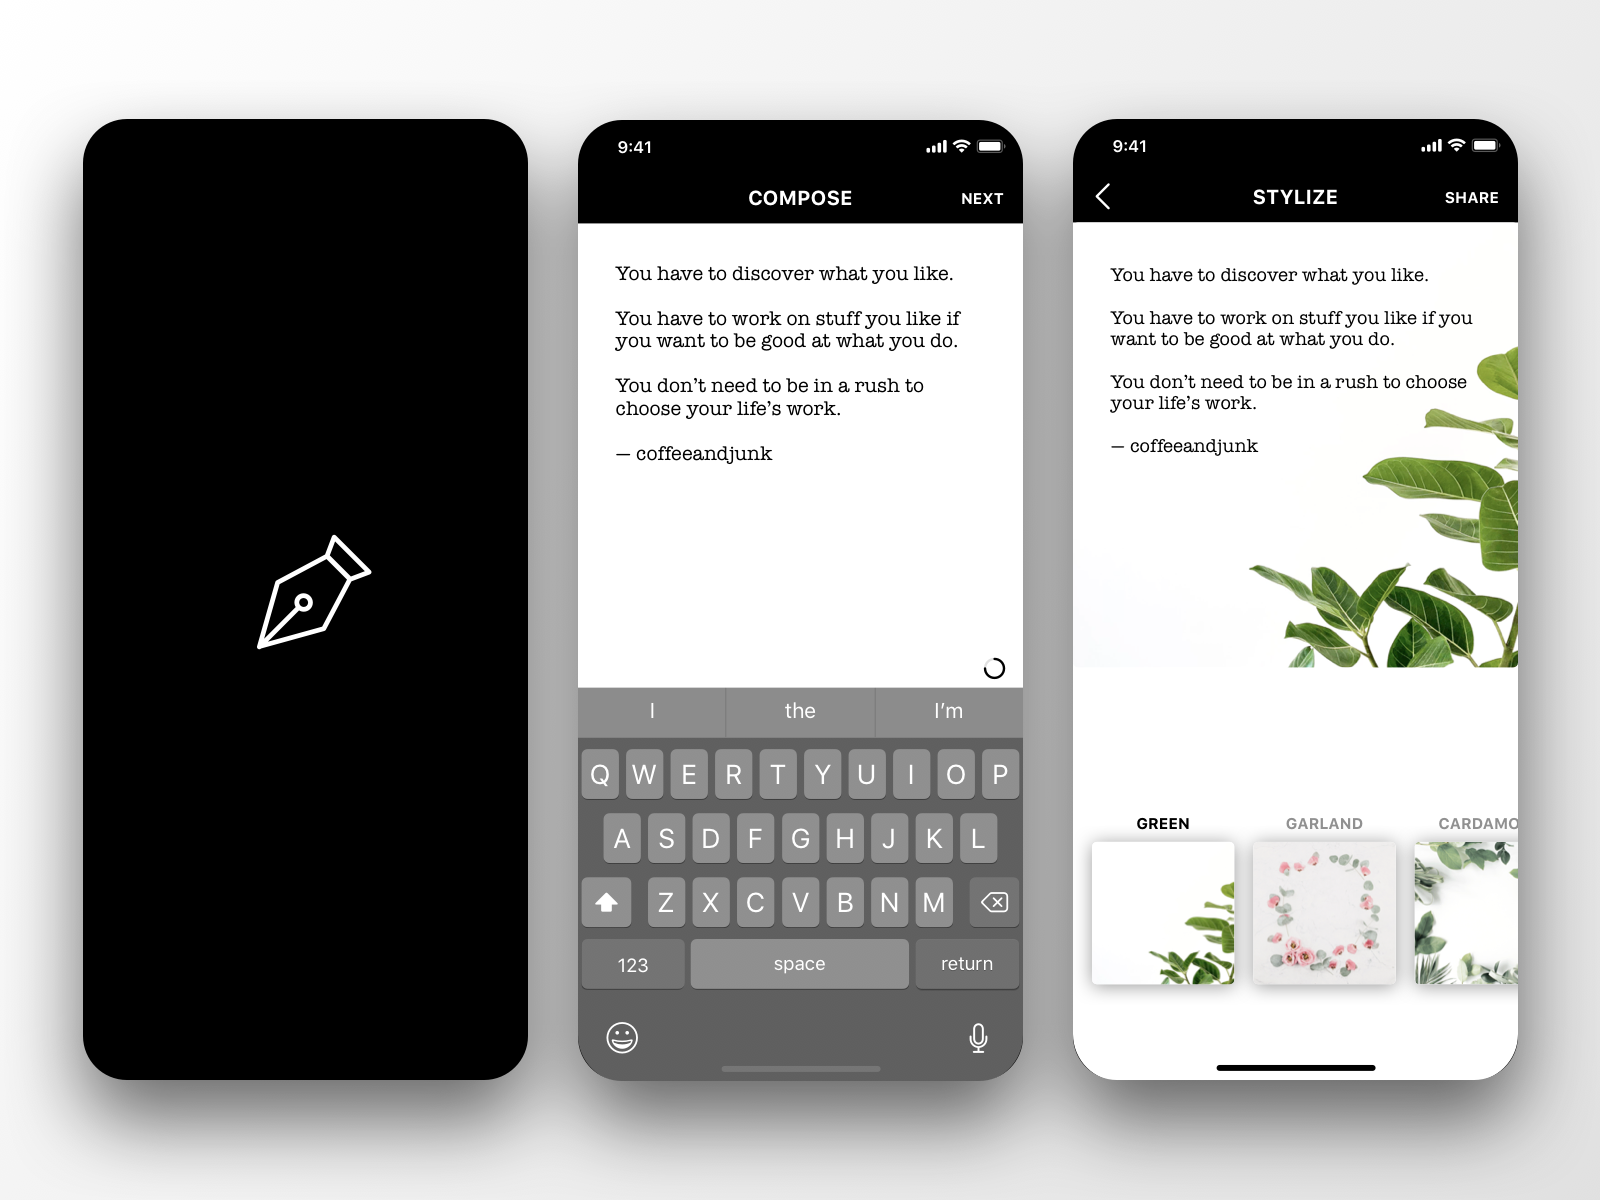 9:41
COMPOSE
NEXT
You have to discover what you like.
You have to work on stuff you like if
you want to be good at what you do.
You don’t need to be in a rush to
choose your life’s work.
— coffeeandjunk
I
the
I’m
Q W E R T Y U I O P
A S D F G H J K L
Z X C V B N M
123
space
return
9:41
STYLIZE
SHARE
You have to discover what you like.
You have to work on stuff you like if you
want to be good at what you do.
You don’t need to be in a rush to choose
your life’s work.
— coffeeandjunk
GREEN
GARLAND
CARDAMO